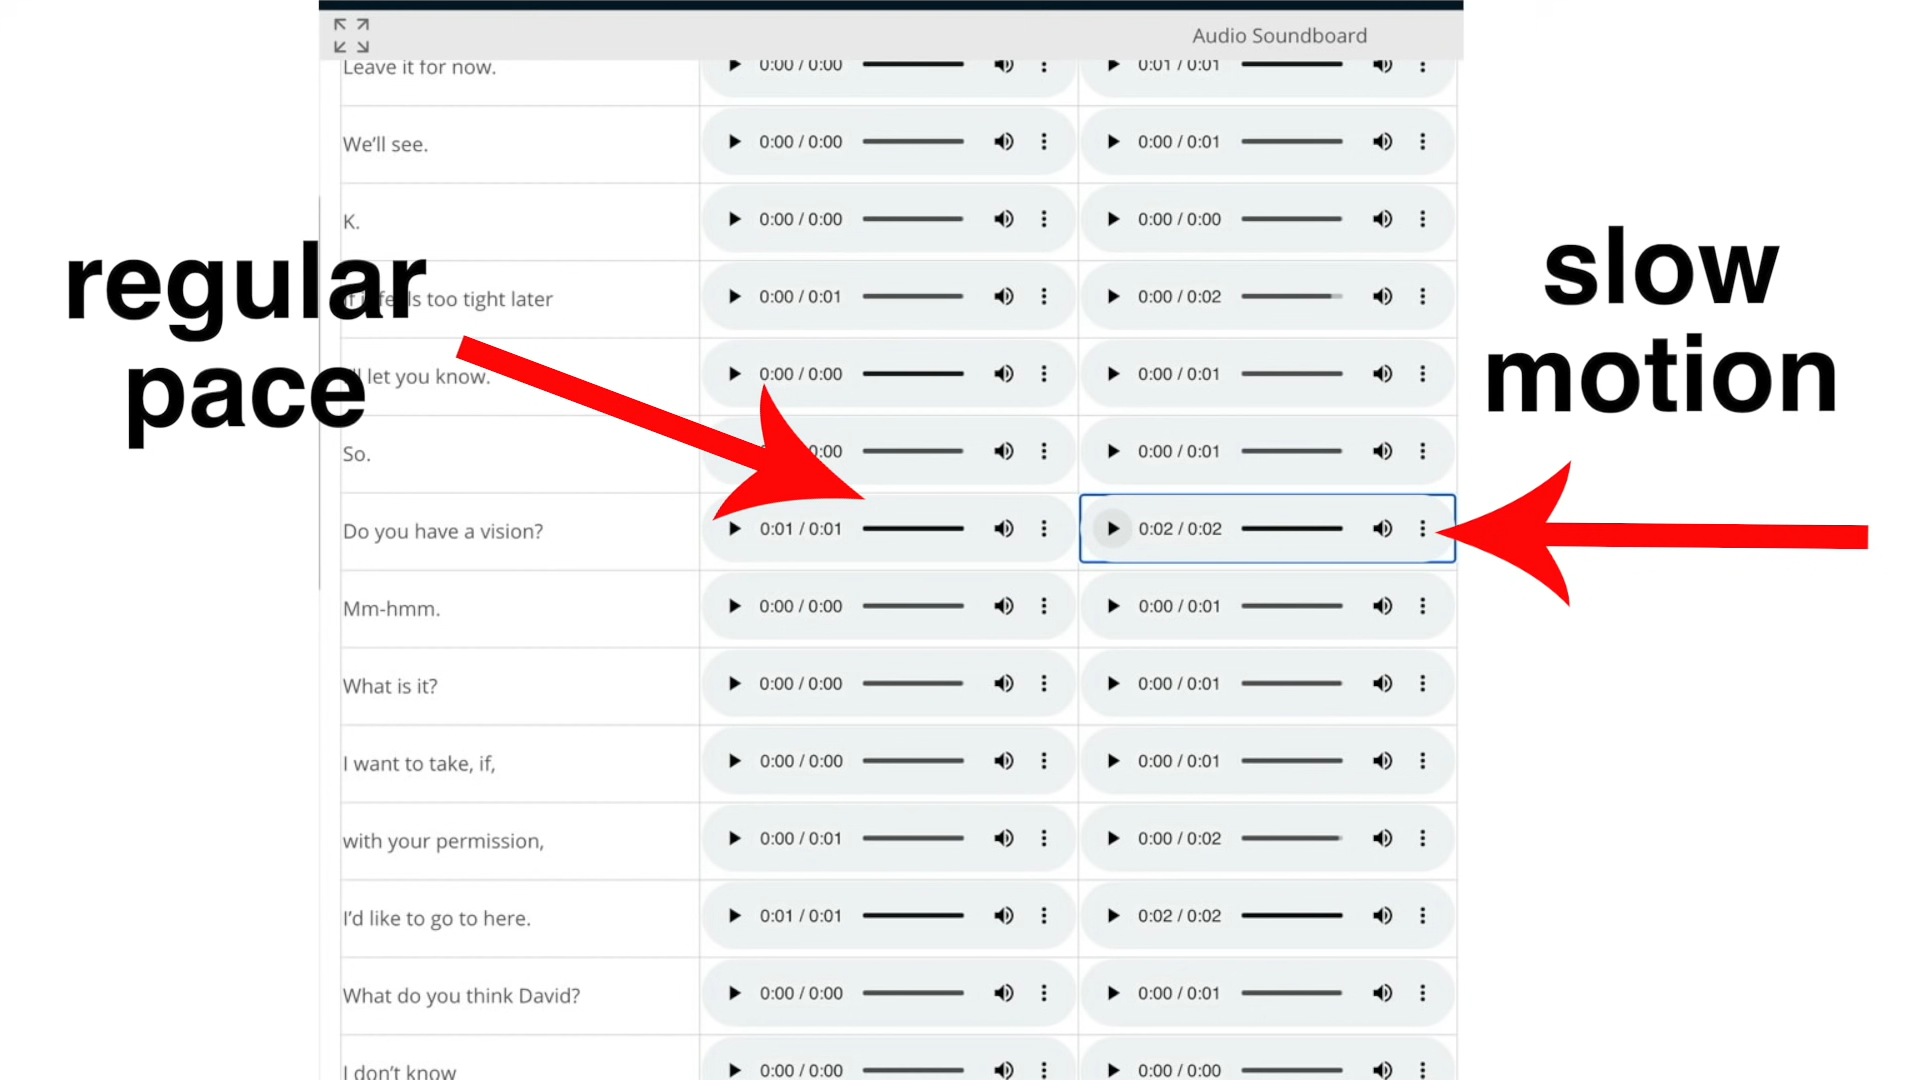 Audio Soundboard
Leave it for now. 0:00 / 0:00 0:01 / 0:01
We'll see. 0:00 / 0:00 0:00 / 0:01
K. 0:00 / 0:00 0:00 / 0:00
regular
slow
ls too tight later 0:00 / 0:01 0:00 / 0:02
pace
motion
let you know. 0:00 / 0:00 0:00 / 0:01
So. 0:00 0:00 / 0:01
Do you have a vision? 0:01 / 0:01 0:02 / 0:02
Mm-hmm. 0:00 / 0:00 0:00 / 0:01
What is it? 0:00 / 0:00 0:00 / 0:01
I want to take, if, 0:00 / 0:00 0:00 / 0:01
with your permission, 0:00 / 0:01 0:00 / 0:02
I'd like to go to here. 0:01 / 0:01 0:02 / 0:02
What do you think David? 0:00 / 0:00 0:00 / 0:01
I don't know 0:00 / 0:00 0:00 / 0:00